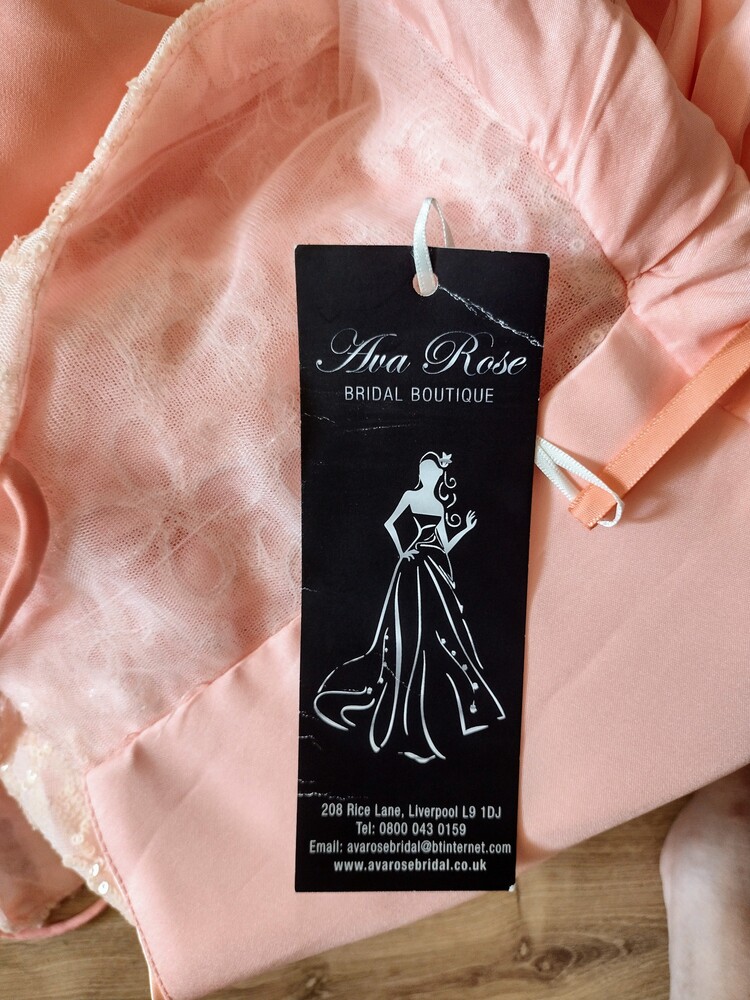 Ava Rose
BRIDAL BOUTIQUE
208 Rice Lane, Liverpool L9 1DJ
Tel: 0800 043 0159
Email: avarosebridal@btinternet.com
www.avarosebridal.co.uk